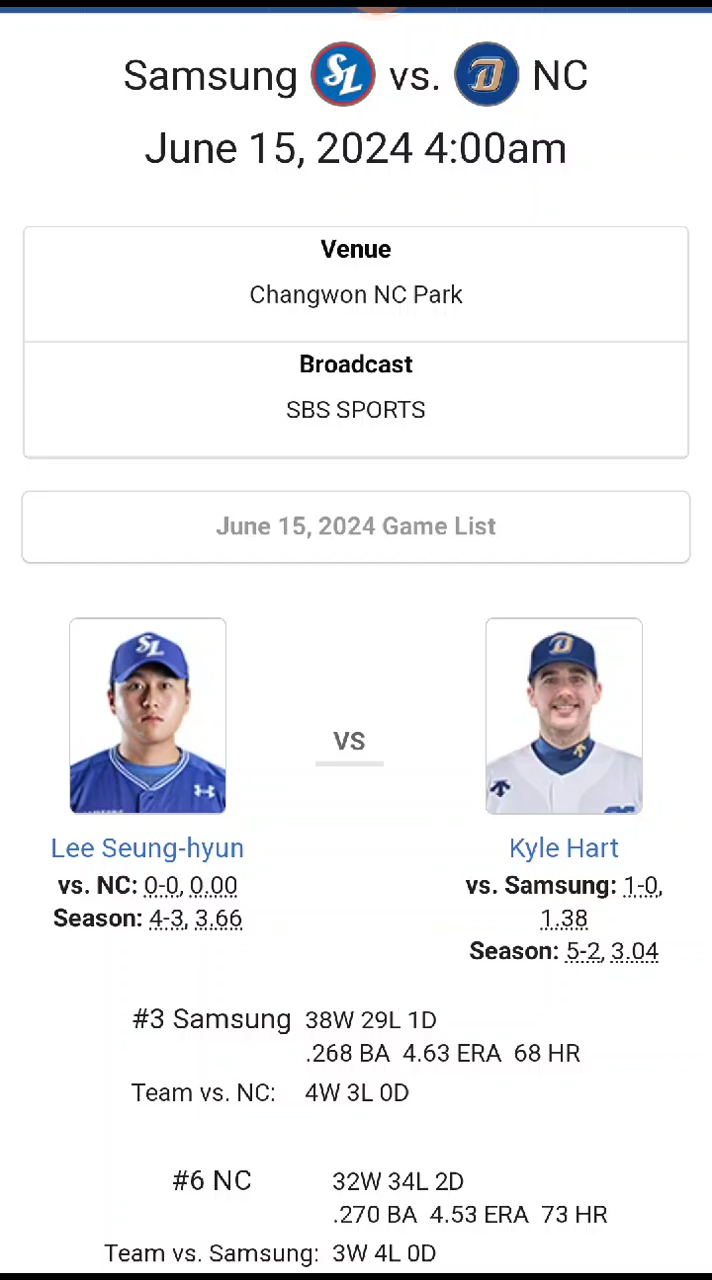 Samsung SL vs. D NC
June 15, 2024 4:00am
Venue
Changwon NC Park
Broadcast
SBS SPORTS
June 15, 2024 Game List
SL
D
VS
Lee Seung-hyun
vs. NC: 0-0, 0.00
Season: 4-3, 3.66
Kyle Hart
vs. Samsung: 1-0,
1.38
Season: 5-2, 3.04
#3 Samsung 38W 29L 1D
.268 BA 4.63 ERA 68 HR
Team vs. NC: 4W 3L 0D
#6 NC 32W 34L 2D
.270 BA 4.53 ERA 73 HR
Team vs. Samsung: 3W 4L 0D